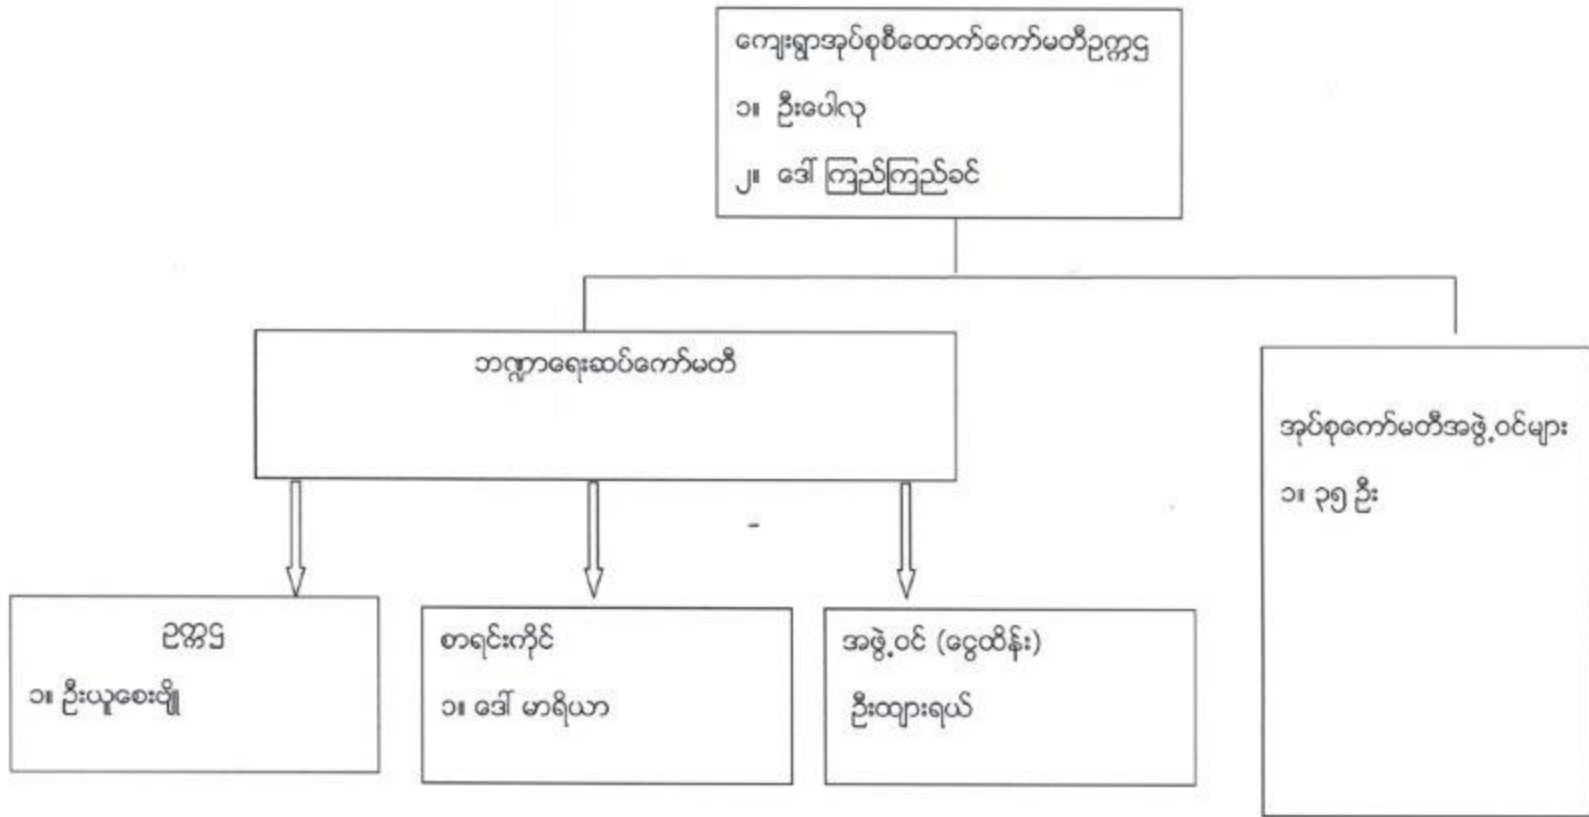 ကျေးရွာအုပ်စုစီထောက်ကော်မတီဥက္ကဌ
၁။ ဦးပေါလု
၂။ ဒေါ် ကြည်ကြည်ခင်
ဘဏ္ဍာရေးဆပ်ကော်မတီ
အုပ်စုကော်မတီအဖွဲ့ဝင်များ
၁။ ၃၅ ဦး
ဥက္ကဌ
၁။ ဦးယူစေးဗျို
စာရင်းကိုင်
၁။ ဒေါ် မာရိယာ
အဖွဲ့ဝင် (ငွေထိန်း)
ဦးထျားရယ်